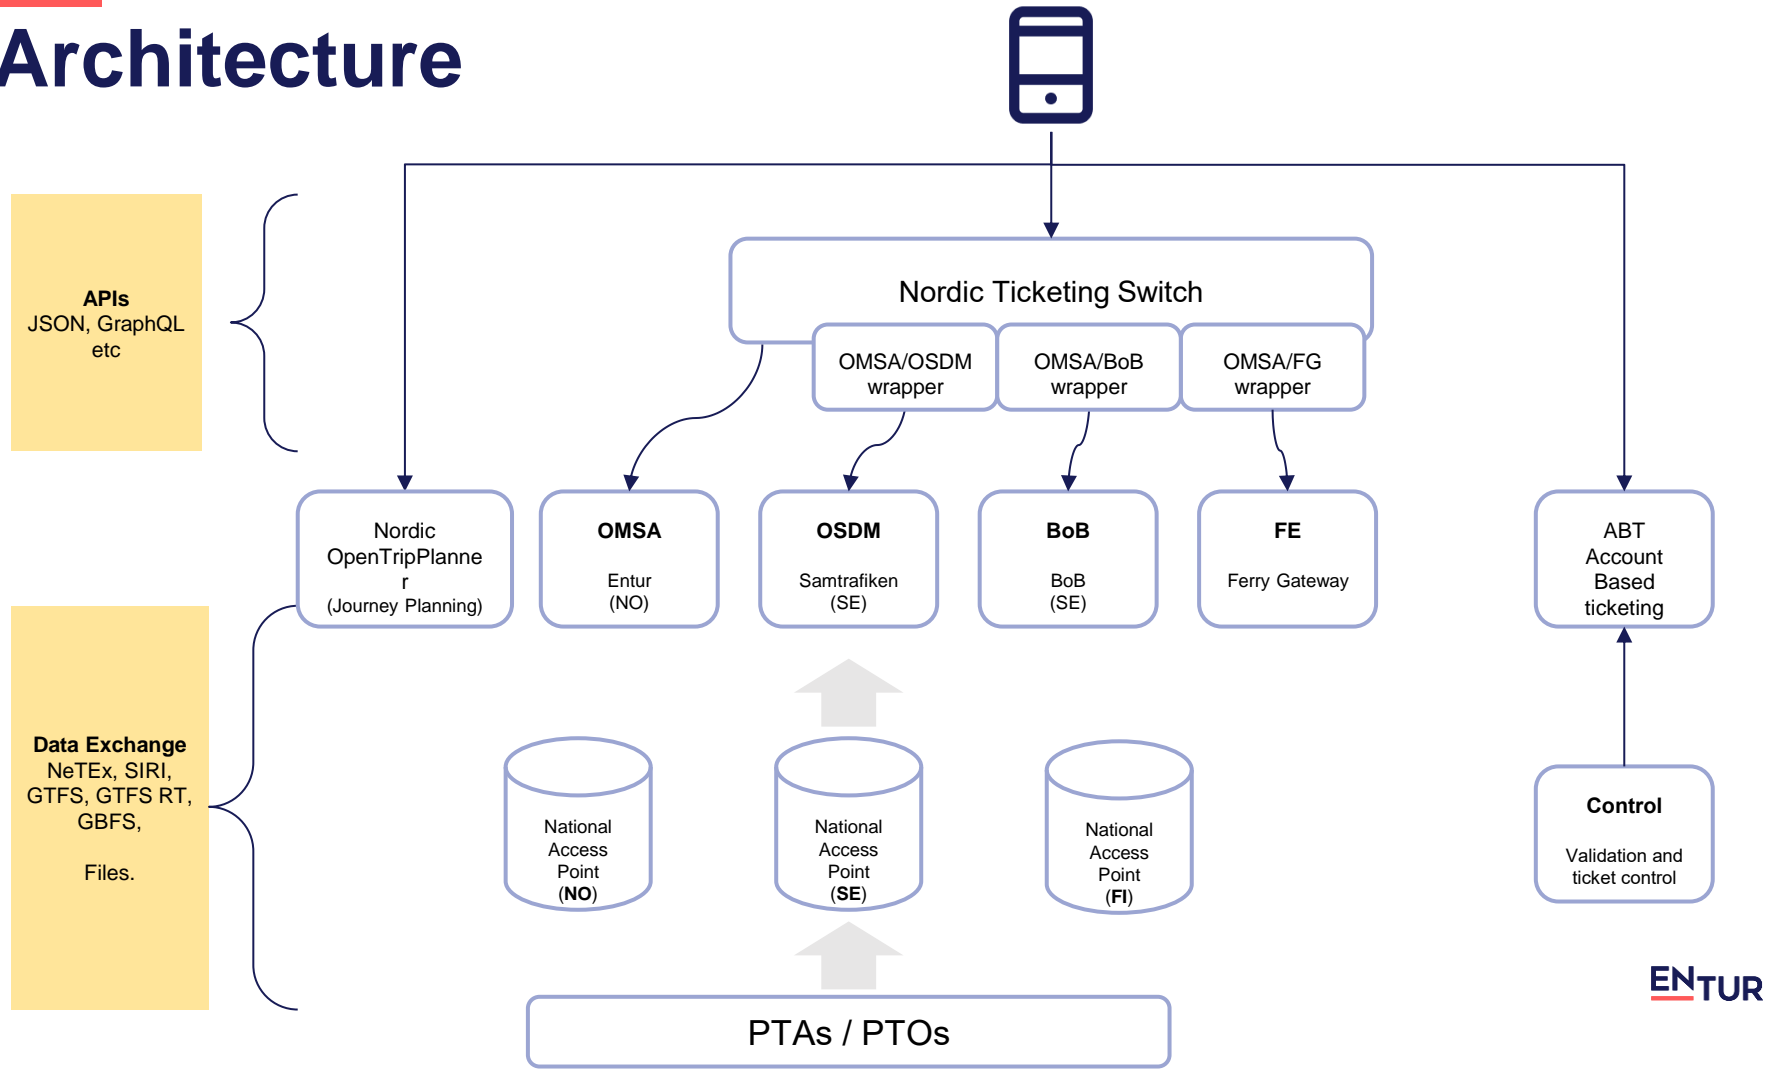 Architecture
APIs
JSON, GraphQL
etc
Nordic Ticketing Switch
OMSA/OSDM
wrapper
OMSA/BoB
wrapper
OMSA/FG
wrapper
Nordic
OpenTripPlanne
r
(Journey Planning)
OMSA
Entur
(NO)
OSDM
Samtrafiken
(SE)
BoB
BoB
(SE)
FE
Ferry Gateway
ABT
Account
Based
ticketing
Data Exchange
NeTEx, SIRI,
GTFS, GTFS RT,
GBFS,
Files.
National
Access
Point
(NO)
National
Access
Point
(SE)
National
Access
Point
(FI)
Control
Validation and
ticket control
PTAs / PTOs
ENTUR